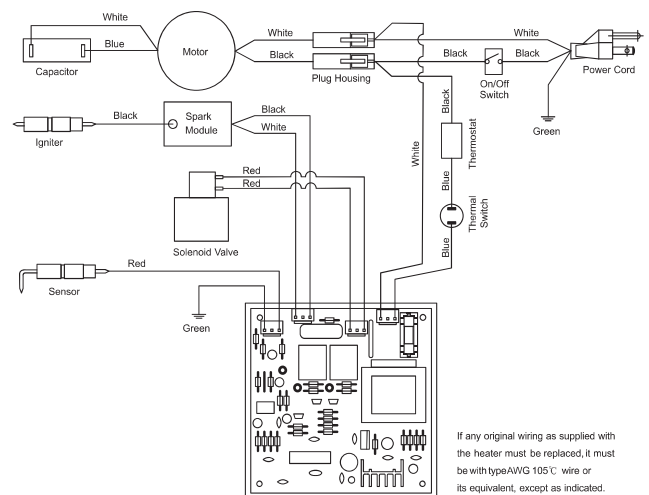 White
White
White
Blue
Motor
Black
Black
Black
Capacitor
Plug Housing
On/Off
Switch
Power Cord
Black
Black
Spark
Module
Black
White
Green
Igniter
Thermostat
White
Red
Red
Blue
Thermal
Switch
Solenoid Valve
Blue
Red
Sensor
Green
If any original wiring as supplied with
the heater must be replaced, it must
be with type AWG 105℃ wire or
its equivalent, except as indicated.